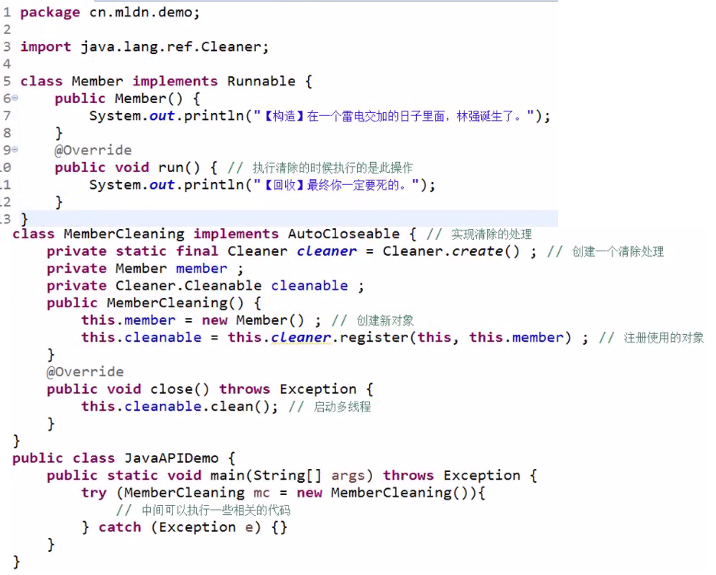 1 package cn.mldn.demo;
2
3 import java.lang.ref.Cleaner;
4
5 class Member implements Runnable {
6 public Member() {
7 System.out.println("【构造】在一个雷电交加的日子里面，林强诞生了。");
8 }
9 @Override
10 public void run() { // 执行清除的时候执行的是此操作
11 System.out.println("【回收】最终你一定要死的。");
12 }
13 }
class MemberCleaning implements AutoCloseable { // 实现清除的处理
private static final Cleaner cleaner = Cleaner.create() ; // 创建一个清除处理
private Member member ;
private Cleaner.Cleanable cleanable ;
public MemberCleaning() {
this.member = new Member() ; // 创建新对象
this.cleanable = this.cleaner.register(this, this.member) ; // 注册使用的对象
}
@Override
public void close() throws Exception {
this.cleanable.clean(); // 启动多线程
}
}
public class JavaAPIDemo {
public static void main(String[] args) throws Exception {
try (MemberCleaning mc = new MemberCleaning()){
// 中间可以执行一些相关的代码
} catch (Exception e) {}
}
}